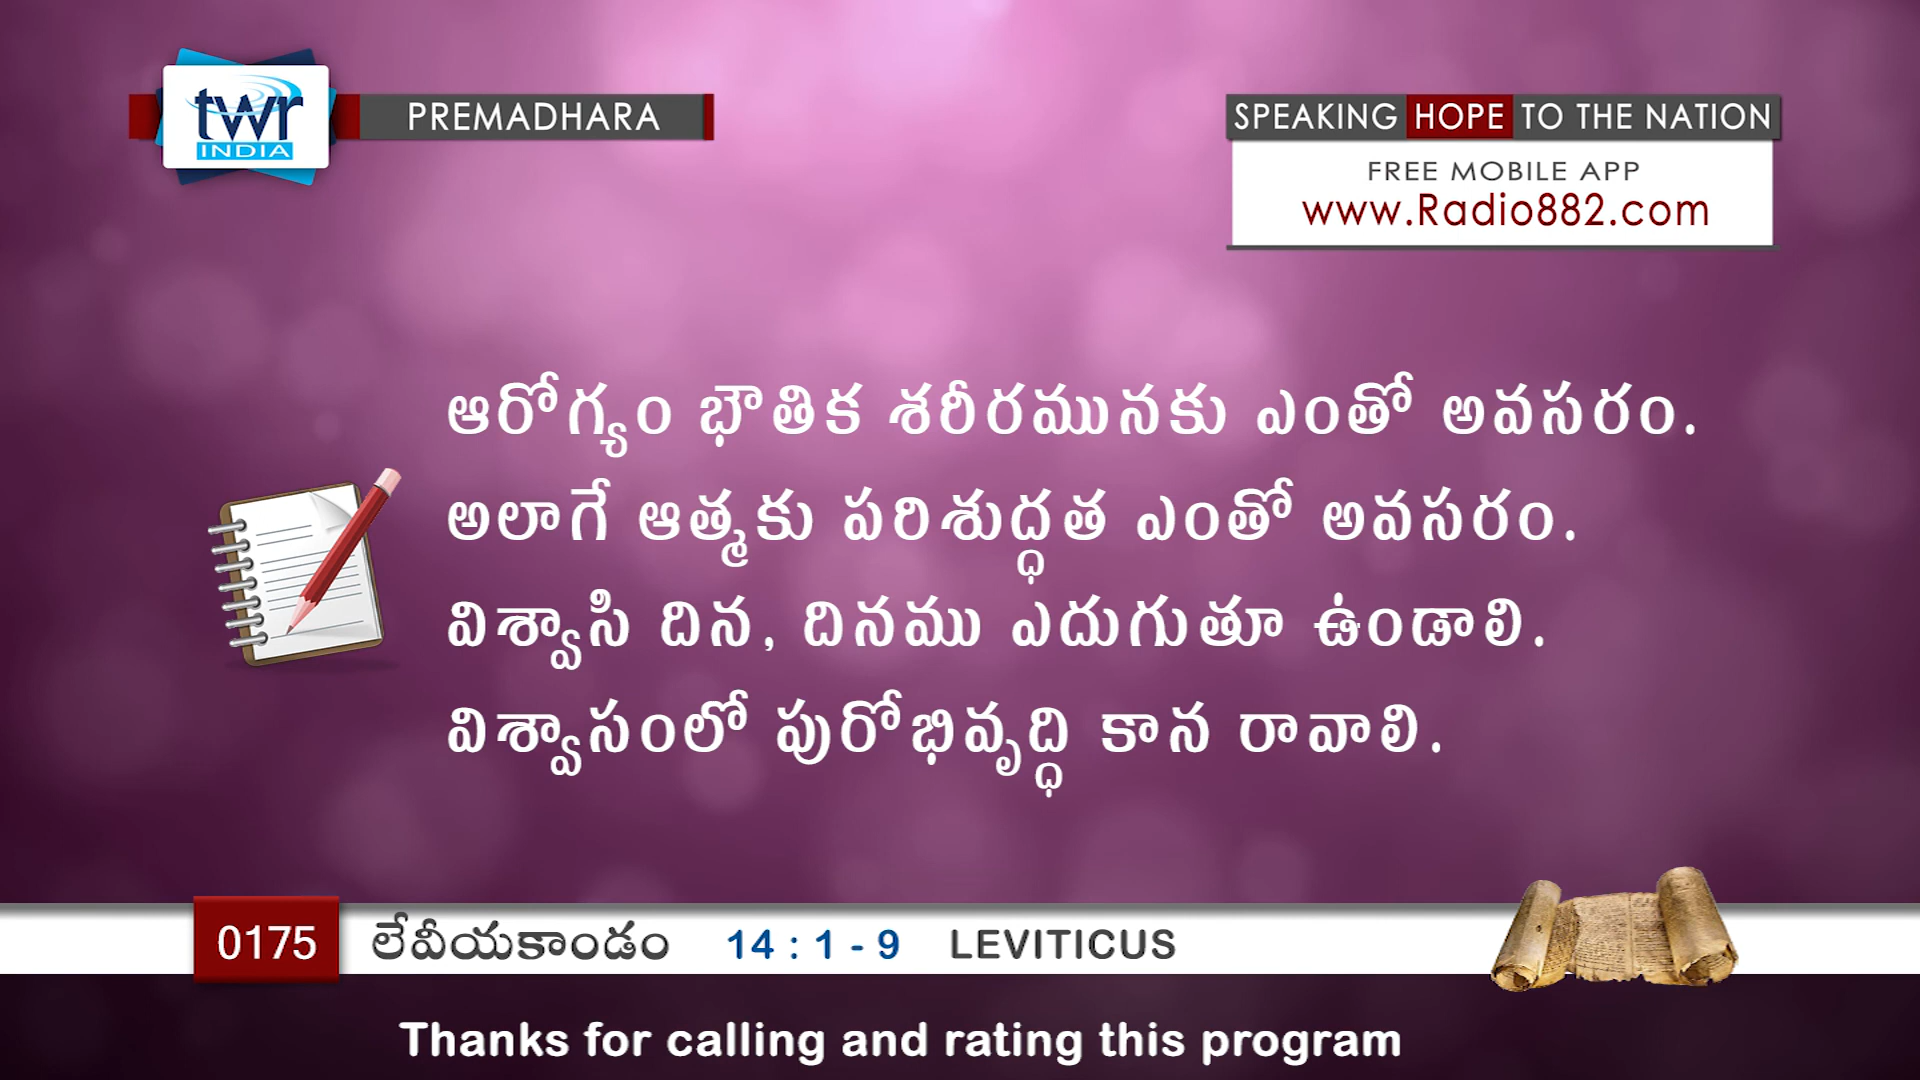 twr
INDIA
PREMADHARA
SPEAKING HOPE TO THE NATION
FREE MOBILE APP
www.Radio882.com
ఆరోగ్యం భౌతిక శరీరమునకు ఎంతో అవసరం.
అలాగే ఆత్మకు పరిశుద్ధత ఎంతో అవసరం.
విశ్వాసి దిన, దినము ఎదుగుతూ ఉండాలి.
విశ్వాసంలో పురోభివృద్ధి కాన రావాలి.
0175 లేవీయకాండం 14 : 1 - 9 LEVITICUS
Thanks for calling and rating this program